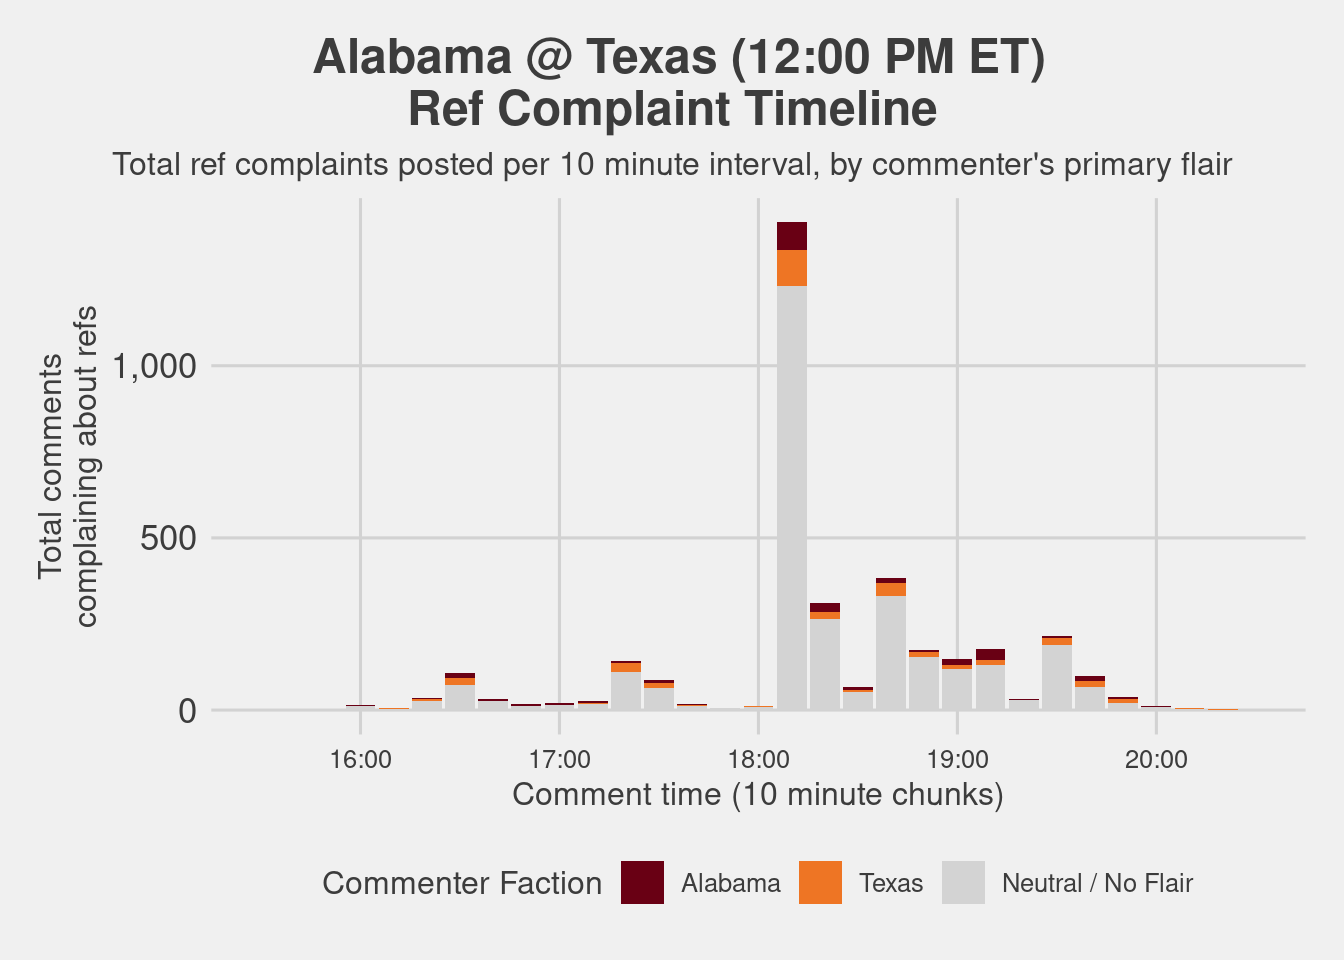 Alabama @ Texas (12:00 PM ET)
Ref Complaint Timeline
Total ref complaints posted per 10 minute interval, by commenter's primary flair
Total comments
complaining about refs
1,000
500
0
16:00 17:00 18:00 19:00 20:00
Comment time (10 minute chunks)
Commenter Faction Alabama Texas Neutral / No Flair